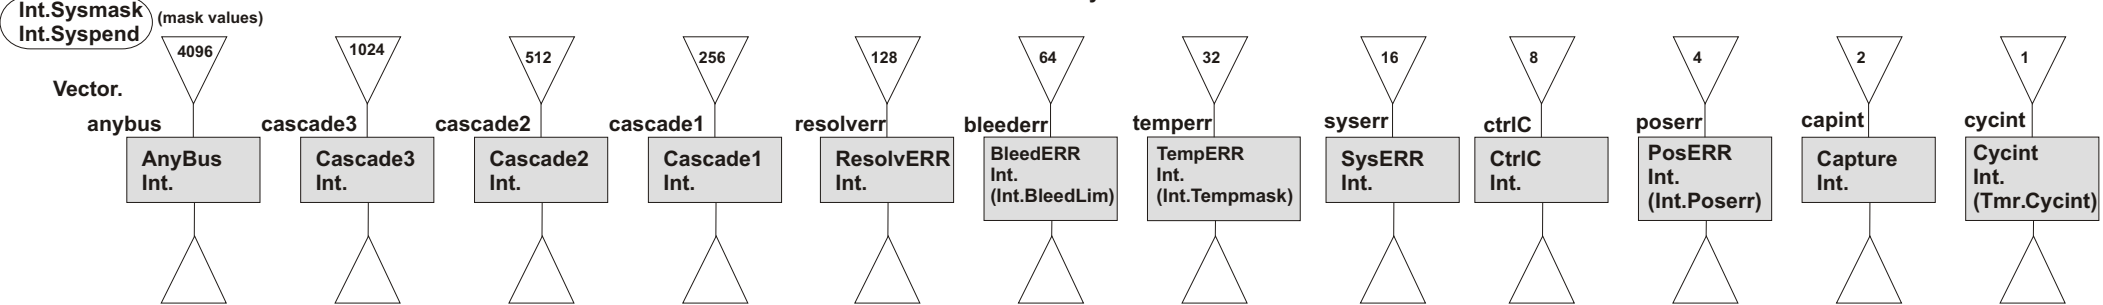 Int.Sysmask
Int.Syspend
(mask values)
4096
1024
512
256
128
64
32
16
8
4
2
1
Vector.
anybus
cascade3
cascade2
cascade1
resolverr
bleederr
temperr
syserr
ctrlC
poserr
capint
cycint
AnyBus
Int.
Cascade3
Int.
Cascade2
Int.
Cascade1
Int.
ResolvERR
Int.
BleedERR
Int.
(Int.BleedLim)
TempERR
Int.
(Int.Tempmask)
SysERR
Int.
CtrlC
Int.
PosERR
Int.
(Int.Poserr)
Capture
Int.
Cycint
Int.
(Tmr.Cycint)